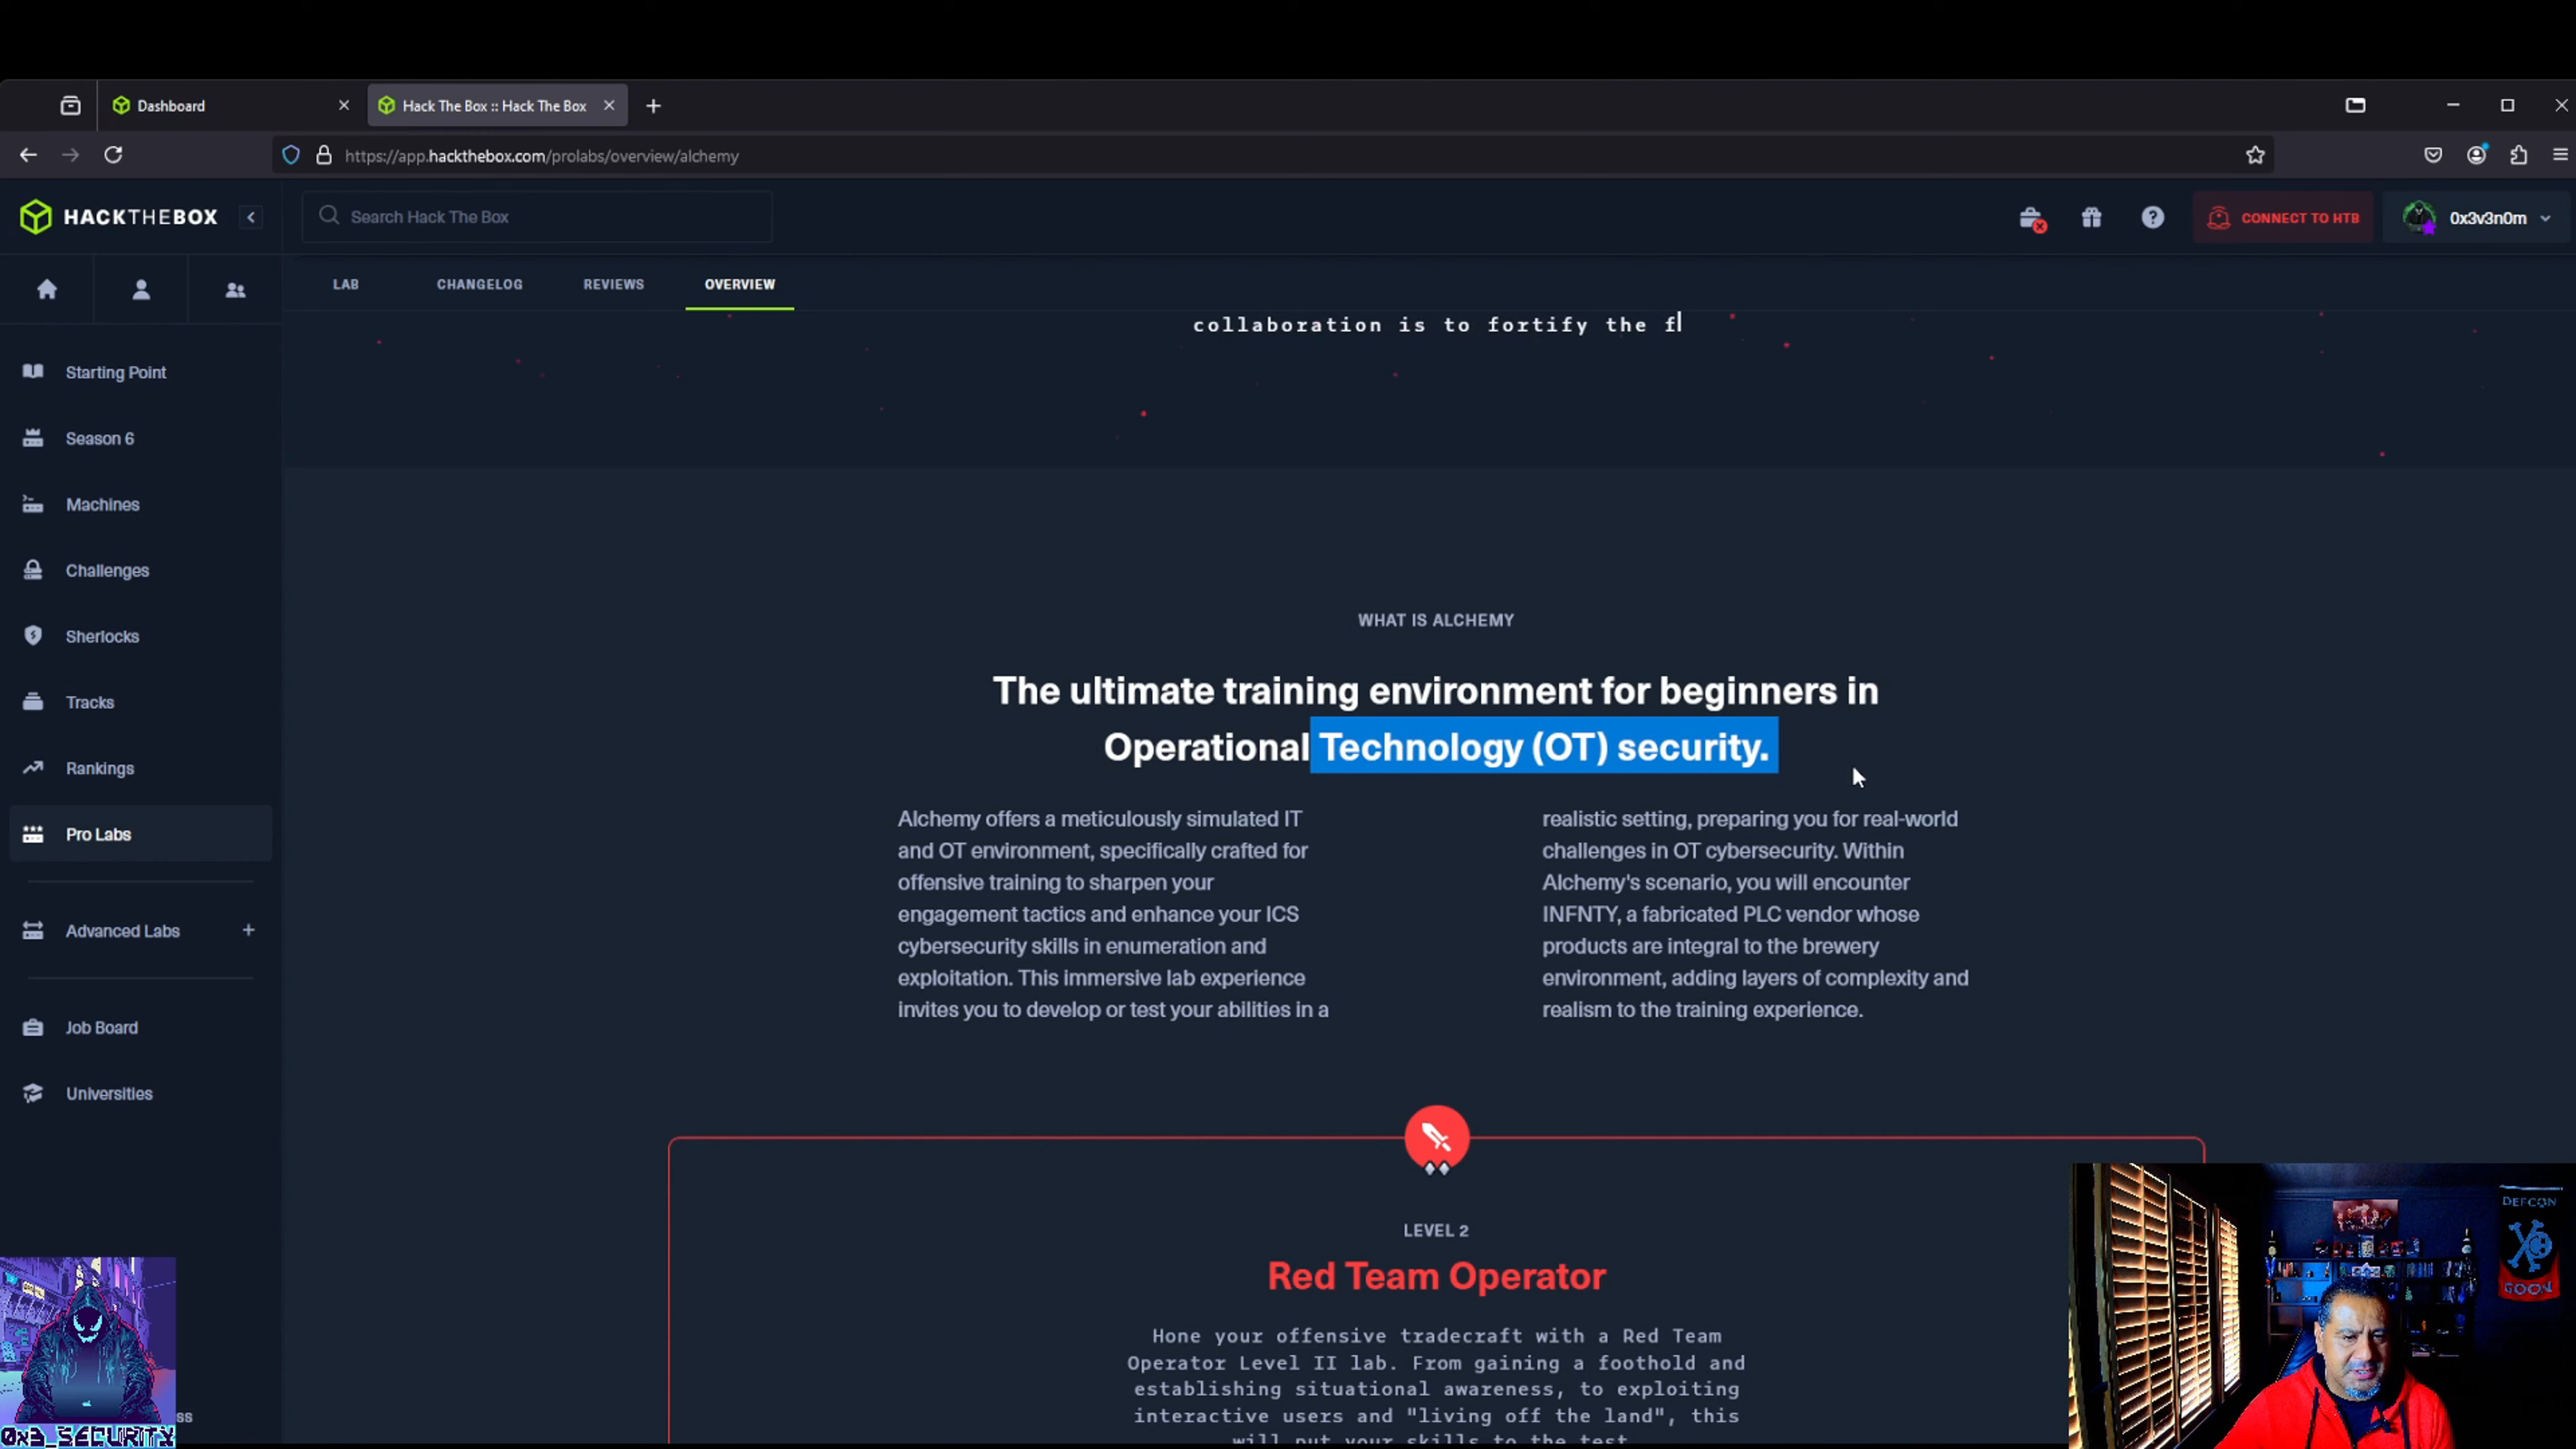 Dashboard
Hack The Box :: Hack The Box
https://app.hackthebox.com/prolabs/overview/alchemy
HACKTHEBOX
Search Hack The Box
CONNECT TO HTB
0x3v3n0m
LAB
CHANGELOG
REVIEWS
OVERVIEW
Starting Point
Season 6
Machines
Challenges
Sherlocks
Tracks
Rankings
Pro Labs
Advanced Labs
Job Board
Universities
collaboration is to fortify the f
WHAT IS ALCHEMY
The ultimate training environment for beginners in
Operational Technology (OT) security.
Alchemy offers a meticulously simulated IT
and OT environment, specifically crafted for
offensive training to sharpen your
engagement tactics and enhance your ICS
cybersecurity skills in enumeration and
exploitation. This immersive lab experience
invites you to develop or test your abilities in a
realistic setting, preparing you for real-world
challenges in OT cybersecurity. Within
Alchemy's scenario, you will encounter
INFNTY, a fabricated PLC vendor whose
products are integral to the brewery
environment, adding layers of complexity and
realism to the training experience.
LEVEL 2
Red Team Operator
Hone your offensive tradecraft with a Red Team
Operator Level II lab. From gaining a foothold and
establishing situational awareness, to exploiting
interactive users and "living off the land", this
will put your skills to the test
0x3_SECURITY
ss
DEFCON
GOON